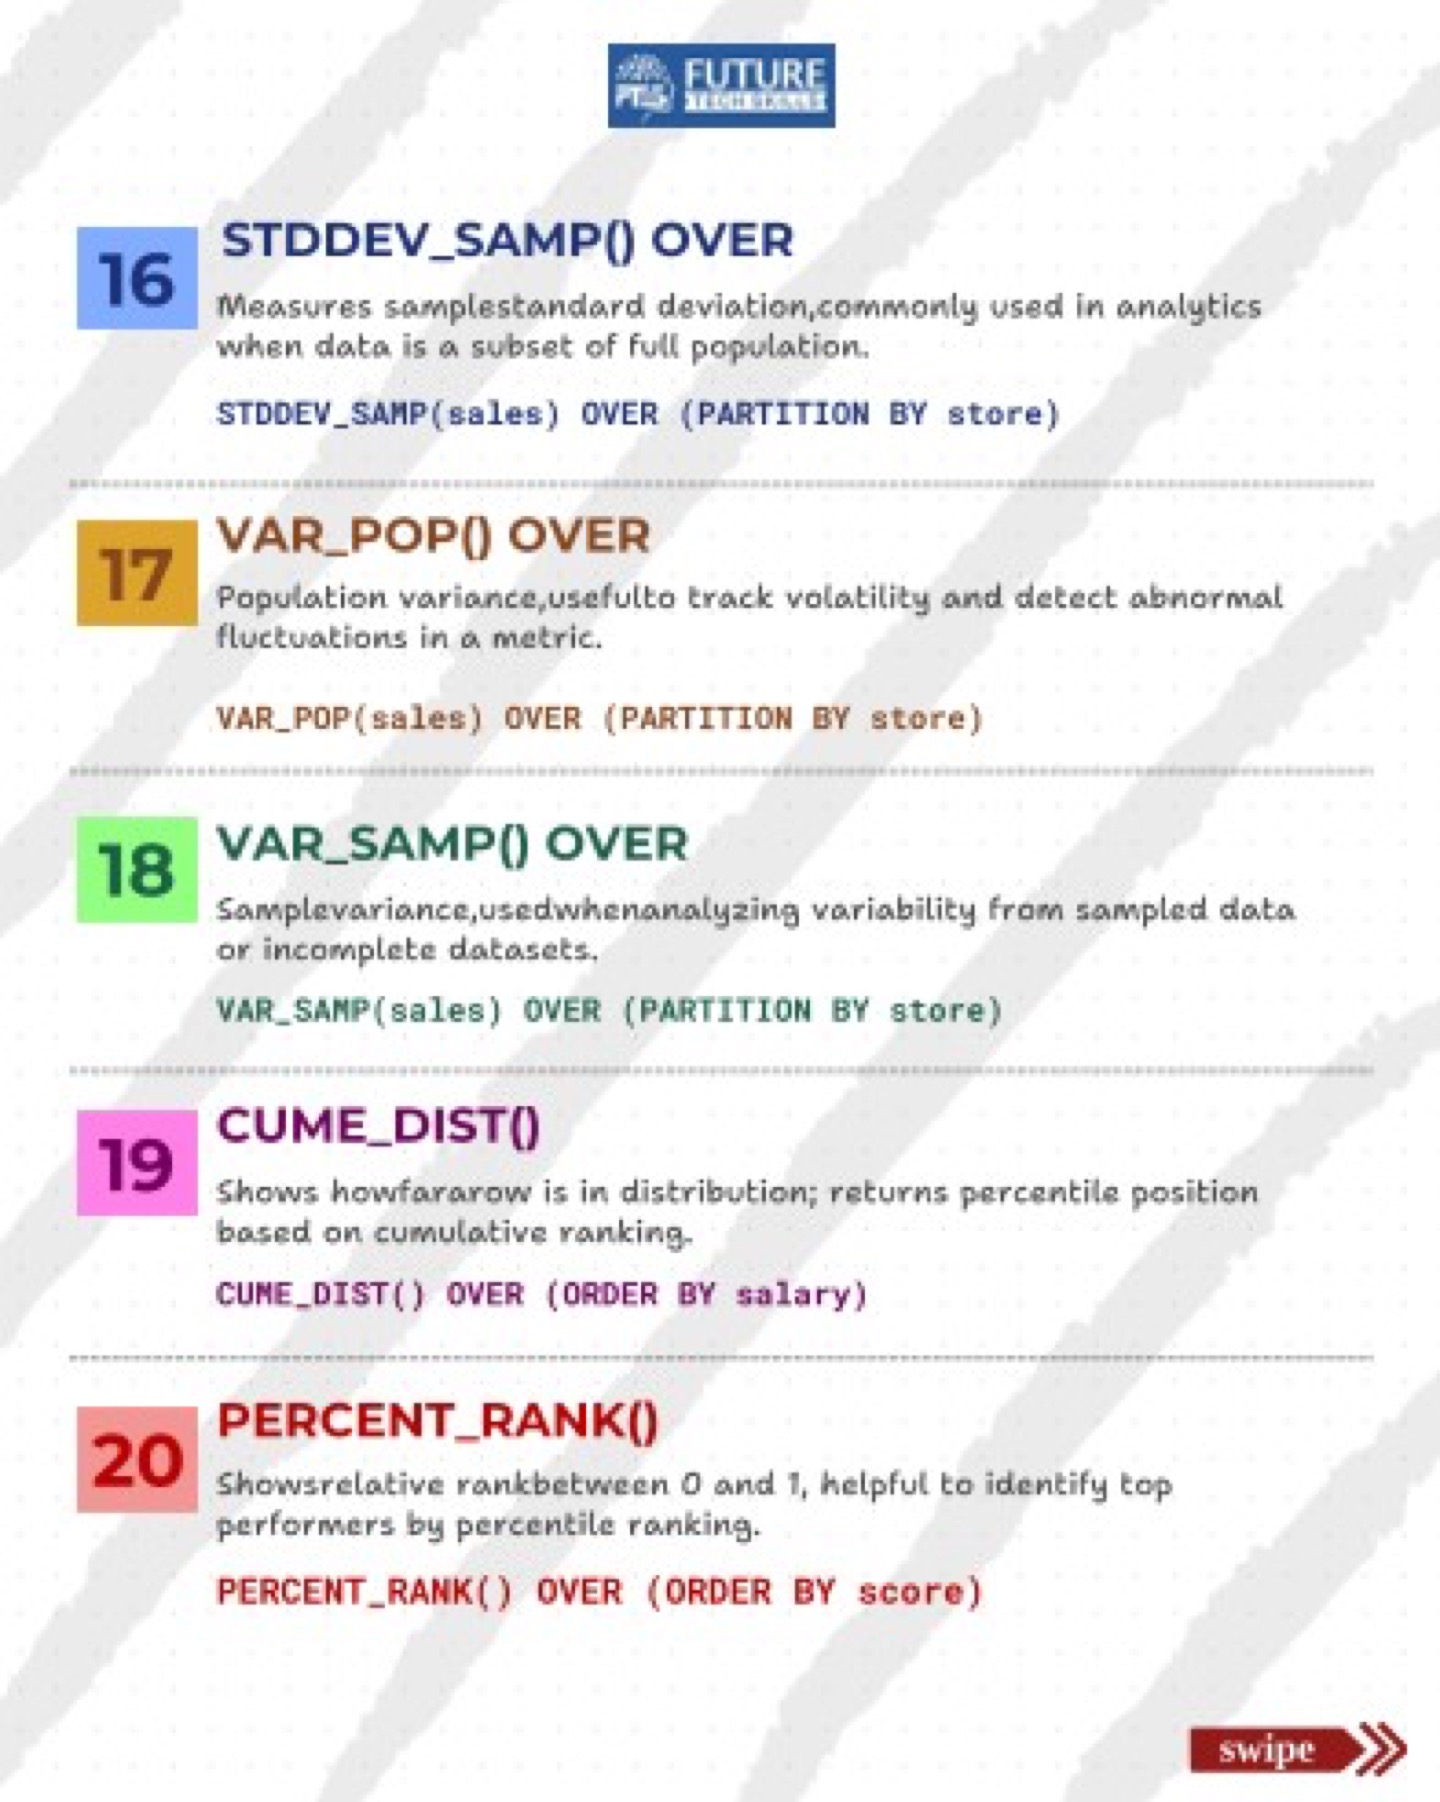 FUTURE
TECH SKILLS
16
STDDEV_SAMP() OVER
Measures samplestandard deviation,commonly used in analytics
when data is a subset of full population.
STDDEV_SAMP(sales) OVER (PARTITION BY store)
17
VAR_POP() OVER
Population variance,usefulto track volatility and detect abnormal
fluctuations in a metric.
VAR_POP(sales) OVER (PARTITION BY store)
18
VAR_SAMP() OVER
Samplevariance,usedwhenanalyzing variability from sampled data
or incomplete datasets.
VAR_SAMP(sales) OVER (PARTITION BY store)
19
CUME_DIST()
Shows howfararow is in distribution; returns percentile position
based on cumulative ranking.
CUME_DIST() OVER (ORDER BY salary)
20
PERCENT_RANK()
Showsrelative rankbetween 0 and 1, helpful to identify top
performers by percentile ranking.
PERCENT_RANK() OVER (ORDER BY score)
swipe